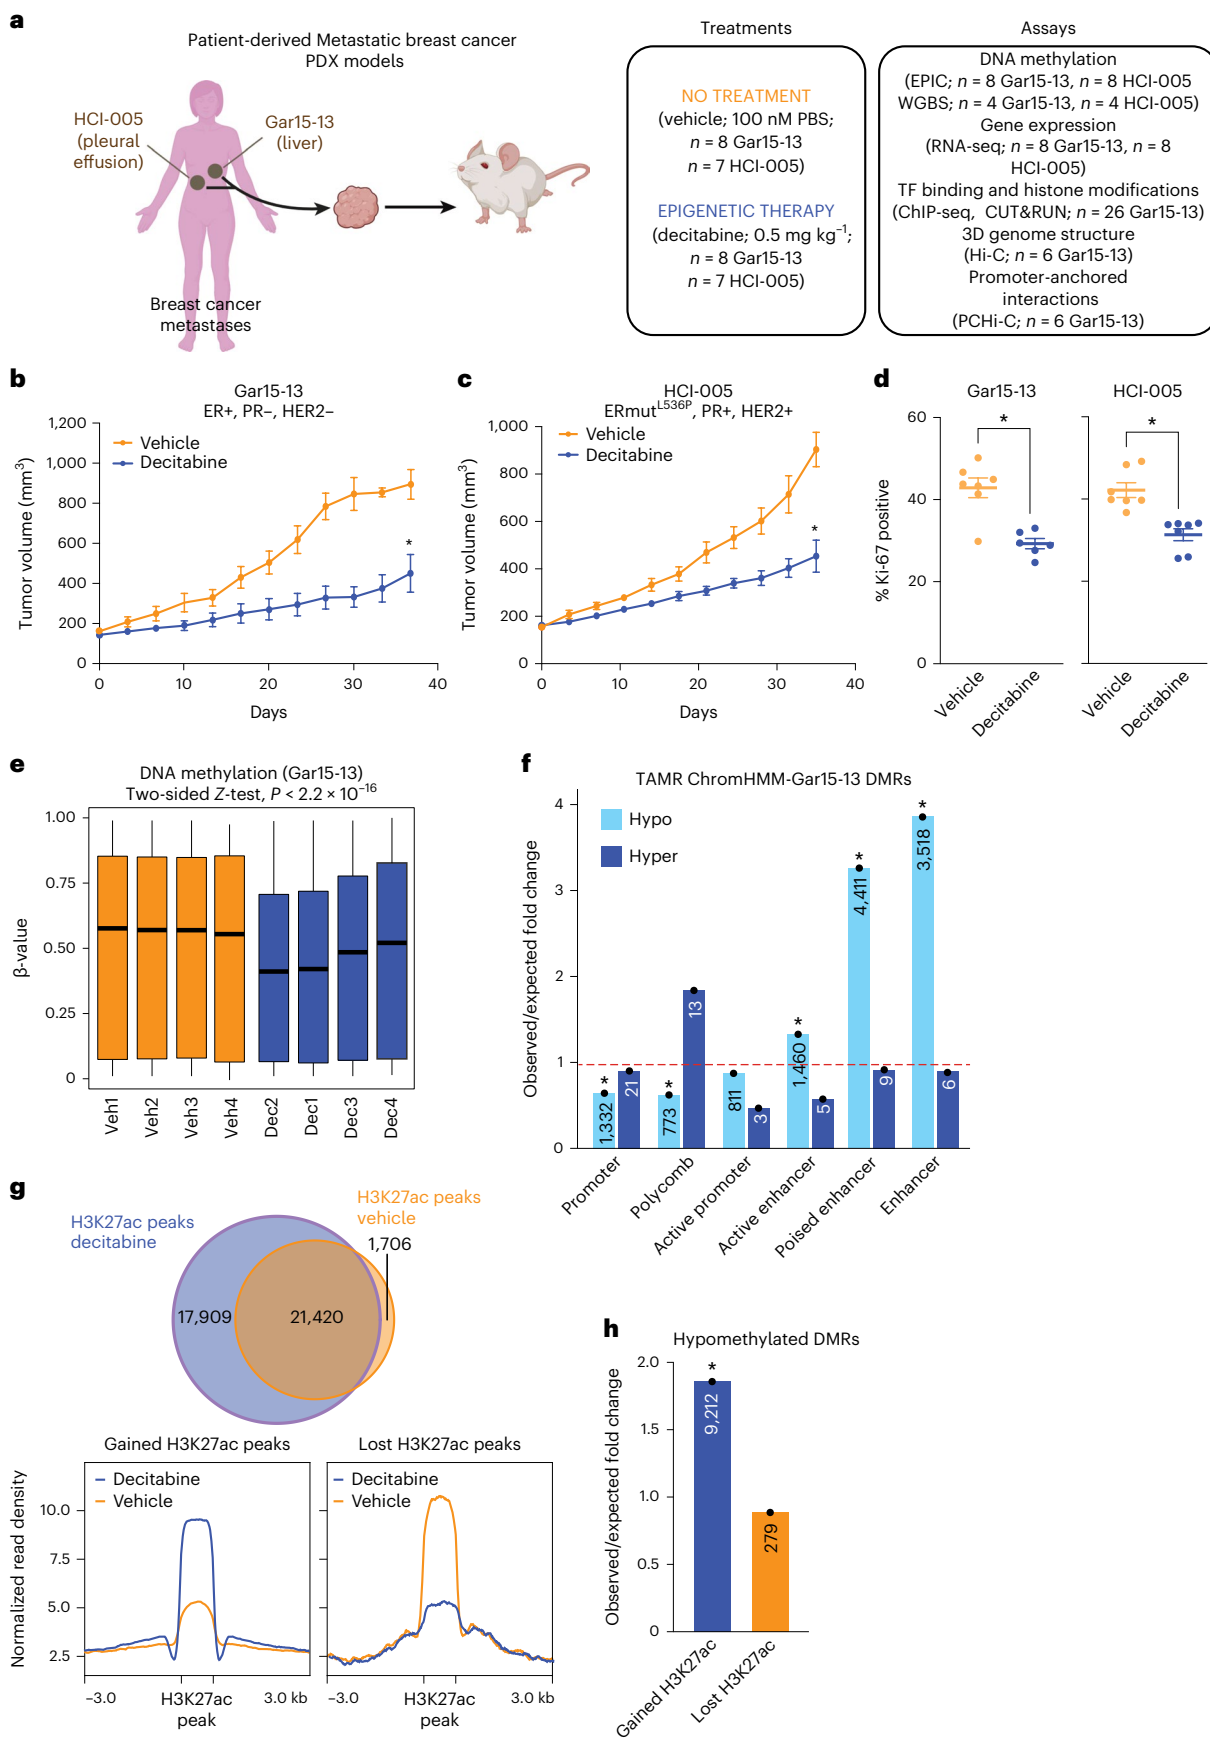 a
Patient-derived Metastatic breast cancer
PDX models
HCI-005
(pleural
effusion)
Gar15-13
(liver)
Breast cancer
metastases
Treatments
NO TREATMENT
(vehicle; 100 nM PBS;
n = 8 Gar15-13
n = 7 HCI-005)
EPIGENETIC THERAPY
(decitabine; 0.5 mg kg⁻¹;
n = 8 Gar15-13
n = 7 HCI-005)
Assays
DNA methylation
(EPIC; n = 8 Gar15-13, n = 8 HCI-005
WGBS; n = 4 Gar15-13, n = 4 HCI-005)
Gene expression
(RNA-seq; n = 8 Gar15-13, n = 8
HCI-005)
TF binding and histone modifications
(ChIP-seq, CUT&RUN; n = 26 Gar15-13)
3D genome structure
(Hi-C; n = 6 Gar15-13)
Promoter-anchored
interactions
(PCHi-C; n = 6 Gar15-13)
b
Gar15-13
ER+, PR−, HER2−
Tumor volume (mm³)
1,200
1,000
800
600
400
200
0
Vehicle
Decitabine
*
0 10 20 30 40
Days
c
HCI-005
ERmut^L536P, PR+, HER2+
Tumor volume (mm³)
1,000
800
600
400
200
0
Vehicle
Decitabine
*
0 10 20 30 40
Days
d
Gar15-13 HCI-005
% Ki-67 positive
60
40
20
0
* *
Vehicle Decitabine Vehicle Decitabine
e
DNA methylation (Gar15-13)
Two-sided Z-test, P < 2.2 × 10⁻¹⁶
β-value
1.00
0.75
0.50
0.25
0
Veh1 Veh2 Veh3 Veh4 Dec2 Dec1 Dec3 Dec4
f
TAMR ChromHMM-Gar15-13 DMRs
Observed/expected fold change
4
3
2
1
0
Hypo
Hyper
* * * * *
1,332 21 773 13 811 3 1,460 5 4,411 9 3,518 6
Promoter Polycomb Active promoter Active enhancer Poised enhancer Enhancer
g
H3K27ac peaks
decitabine
H3K27ac peaks
vehicle
1,706
17,909
21,420
Gained H3K27ac peaks
Lost H3K27ac peaks
Normalized read density
10.0
7.5
5.0
2.5
Decitabine
Vehicle
Decitabine
Vehicle
−3.0 H3K27ac 3.0 kb
peak
−3.0 H3K27ac 3.0 kb
peak
h
Hypomethylated DMRs
Observed/expected fold change
2.0
1.5
1.0
0.5
0
*
9,212
279
Gained H3K27ac Lost H3K27ac